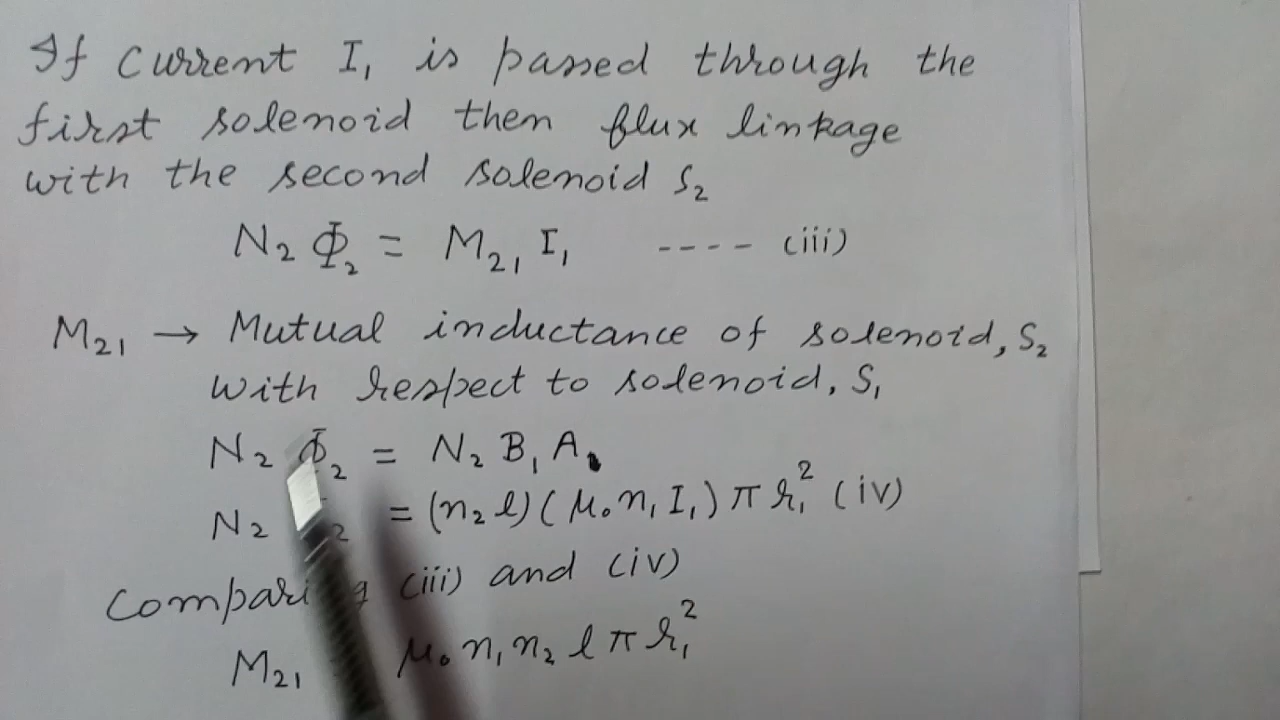 If current I₁ is passed through the
first solenoid then flux linkage
with the second solenoid S₂
N₂ Φ₂ = M₂₁ I₁ ---- (iii)
M₂₁ → Mutual inductance of solenoid, S₂
with respect to solenoid, S₁
N₂ Φ₂ = N₂ B₁ A
N₂ ₂ = (n₂ l) (μ₀ n₁ I₁) π r₁² (iv)
(iii) and (iv)
M₂₁ μ₀ n₁ n₂ l π r₁²